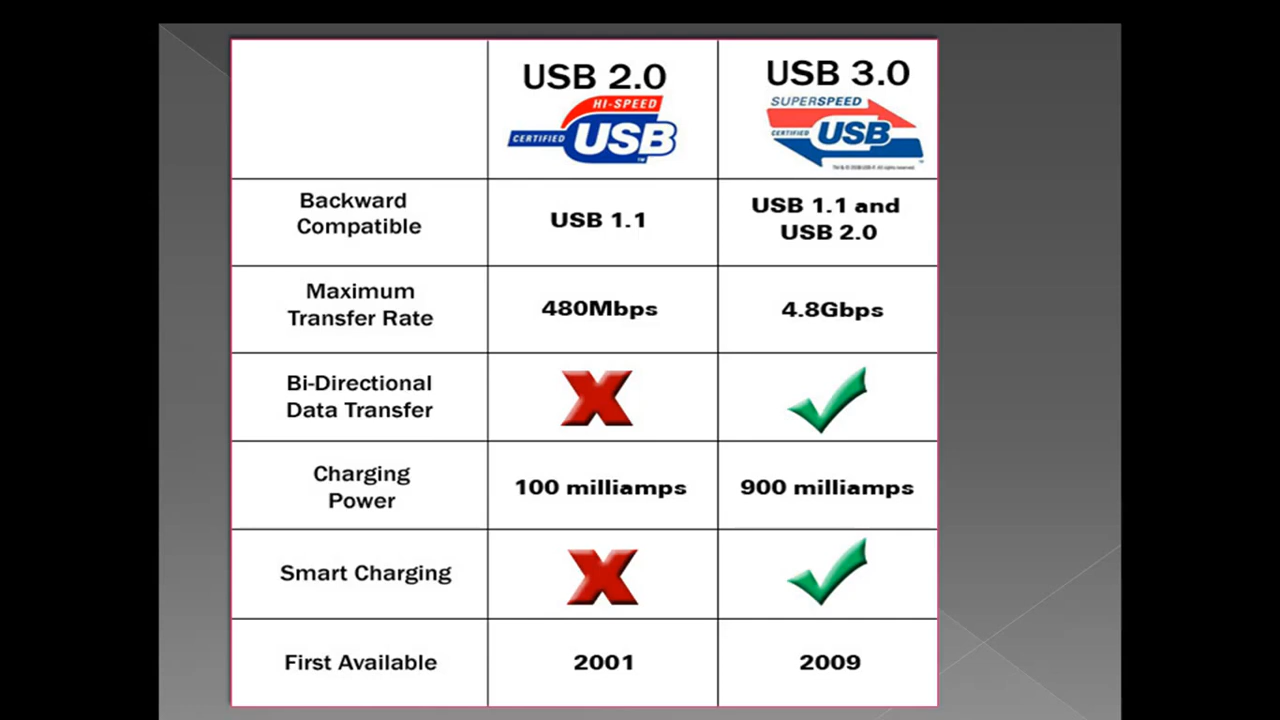 USB 2.0
HI-SPEED
CERTIFIED USB
USB 3.0
SUPERSPEED
CERTIFIED USB
Backward
Compatible
USB 1.1
USB 1.1 and
USB 2.0
Maximum
Transfer Rate
480Mbps
4.8Gbps
Bi-Directional
Data Transfer
Charging
Power
100 milliamps
900 milliamps
Smart Charging
First Available
2001
2009